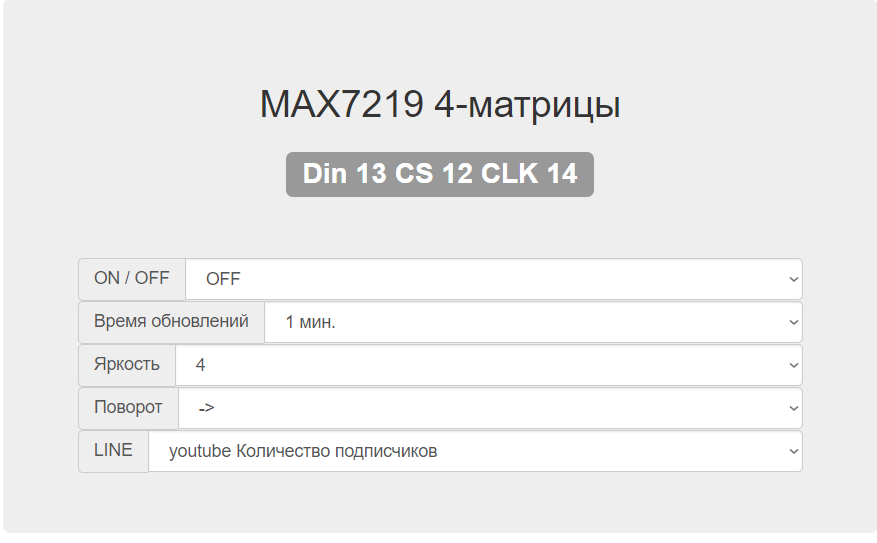 MAX7219 4-матрицы
Din 13 CS 12 CLK 14
ON / OFF OFF
Время обновлений 1 мин.
Яркость 4
Поворот ->
LINE youtube Количество подписчиков